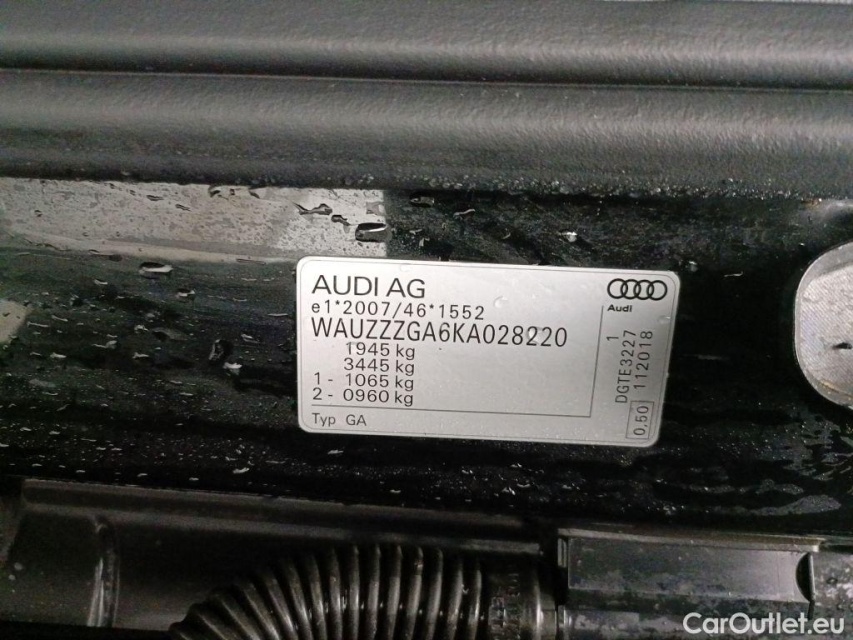 AUDI AG
e1*2007/46*1552
WAUZZZGA6KA028220
1945 kg
3445 kg
1 - 1065 kg
2 - 0960 kg
Typ GA
Audi
DGTE3227 1
0.50 112018
CarOutlet.eu